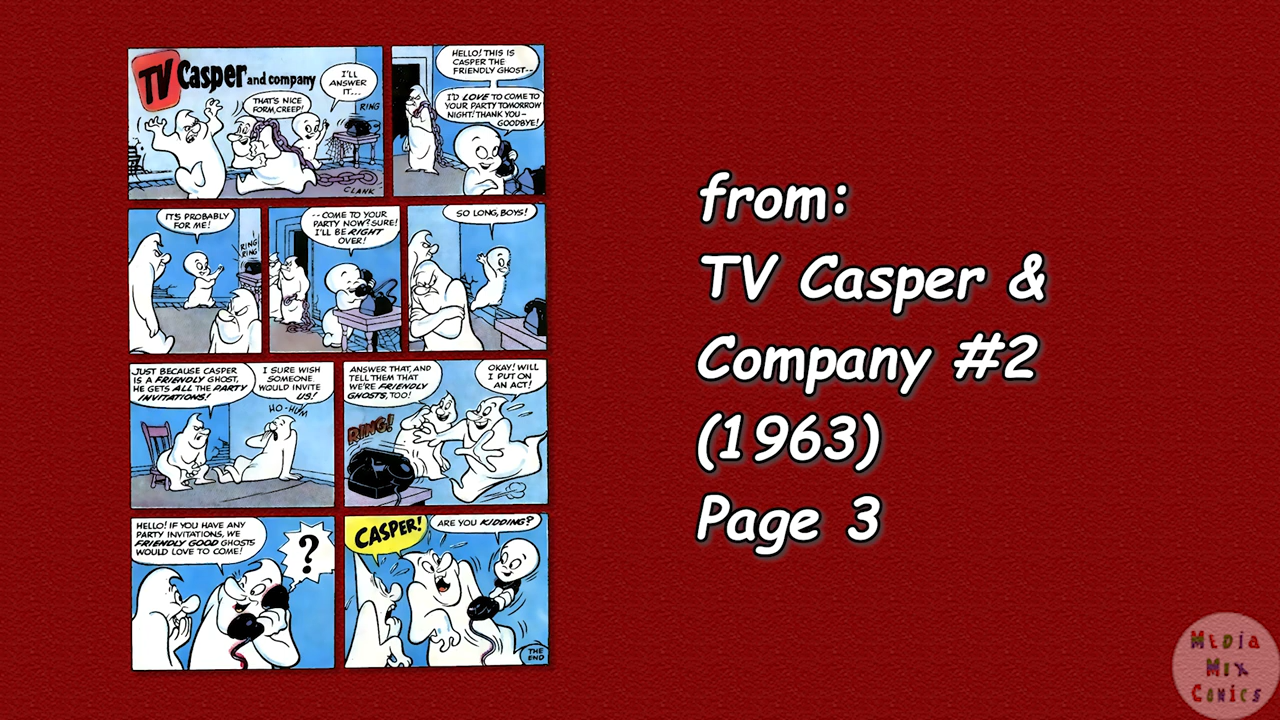 TV Casper and company
I'LL
ANSWER
IT...
THAT'S NICE
FORM, CREEP!
RING
CLANK
HELLO! THIS IS
CASPER THE
FRIENDLY GHOST--
I'D LOVE TO COME TO
YOUR PARTY TOMORROW
NIGHT! THANK YOU--
GOODBYE!
IT'S PROBABLY
FOR ME!
RING
RING
-- COME TO YOUR
PARTY NOW? SURE!
I'LL BE RIGHT
OVER!
SO LONG, BOYS!
JUST BECAUSE CASPER
IS A FRIENDLY GHOST,
HE GETS ALL THE PARTY
INVITATIONS!
I SURE WISH
SOMEONE
WOULD INVITE
US!
HO-HUM
ANSWER THAT, AND
TELL THEM THAT
WE'RE FRIENDLY
GHOSTS, TOO!
OKAY! WILL
I PUT ON
AN ACT!
RING!
HELLO! IF YOU HAVE ANY
PARTY INVITATIONS, WE
FRIENDLY GOOD GHOSTS
WOULD LOVE TO COME!
?
CASPER!
ARE YOU KIDDING?
THE
END
from:
TV Casper &
Company #2
(1963)
Page 3
MEDIA
MIX
COMICS